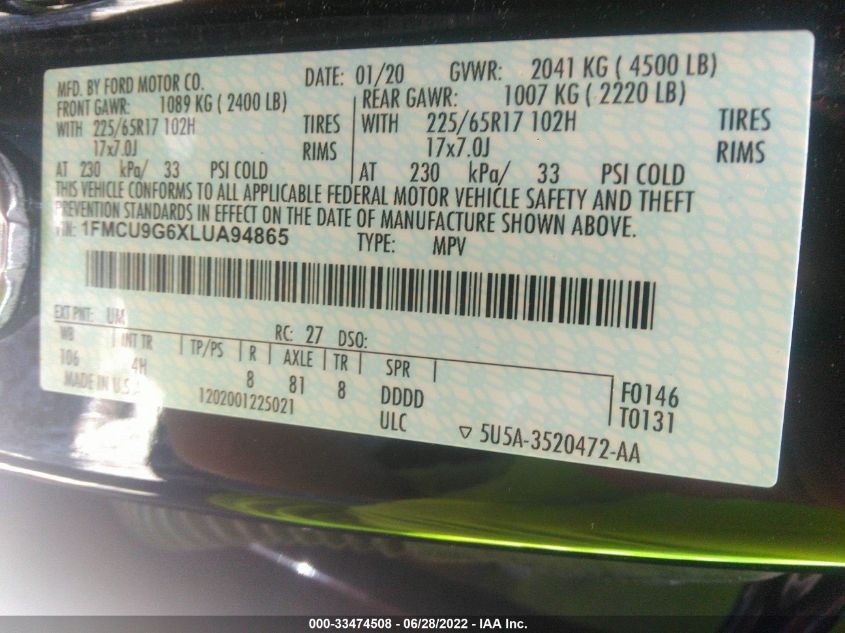 MFD. BY FORD MOTOR CO. DATE: 01/20 GVWR: 2041 KG ( 4500 LB)
FRONT GAWR: 1089 KG ( 2400 LB) REAR GAWR: 1007 KG ( 2220 LB)
WITH 225/65R17 102H TIRES WITH 225/65R17 102H TIRES
17x7.0J RIMS 17x7.0J RIMS
AT 230 kPa/ 33 PSI COLD AT 230 kPa/ 33 PSI COLD
THIS VEHICLE CONFORMS TO ALL APPLICABLE FEDERAL MOTOR VEHICLE SAFETY AND THEFT
PREVENTION STANDARDS IN EFFECT ON THE DATE OF MANUFACTURE SHOWN ABOVE.
VIN: 1FMCU9G6XLUA94865 TYPE: MPV
EXT PNT: UM RC: 27 DSO:
WB INT TR TP/PS R AXLE TR SPR
106 4H 8 81 8 DDDD F0146
MADE IN U.S.A 1202001225021 ULC T0131
▽ 5U5A-3520472-AA
000-33474508 - 06/28/2022 - IAA Inc.